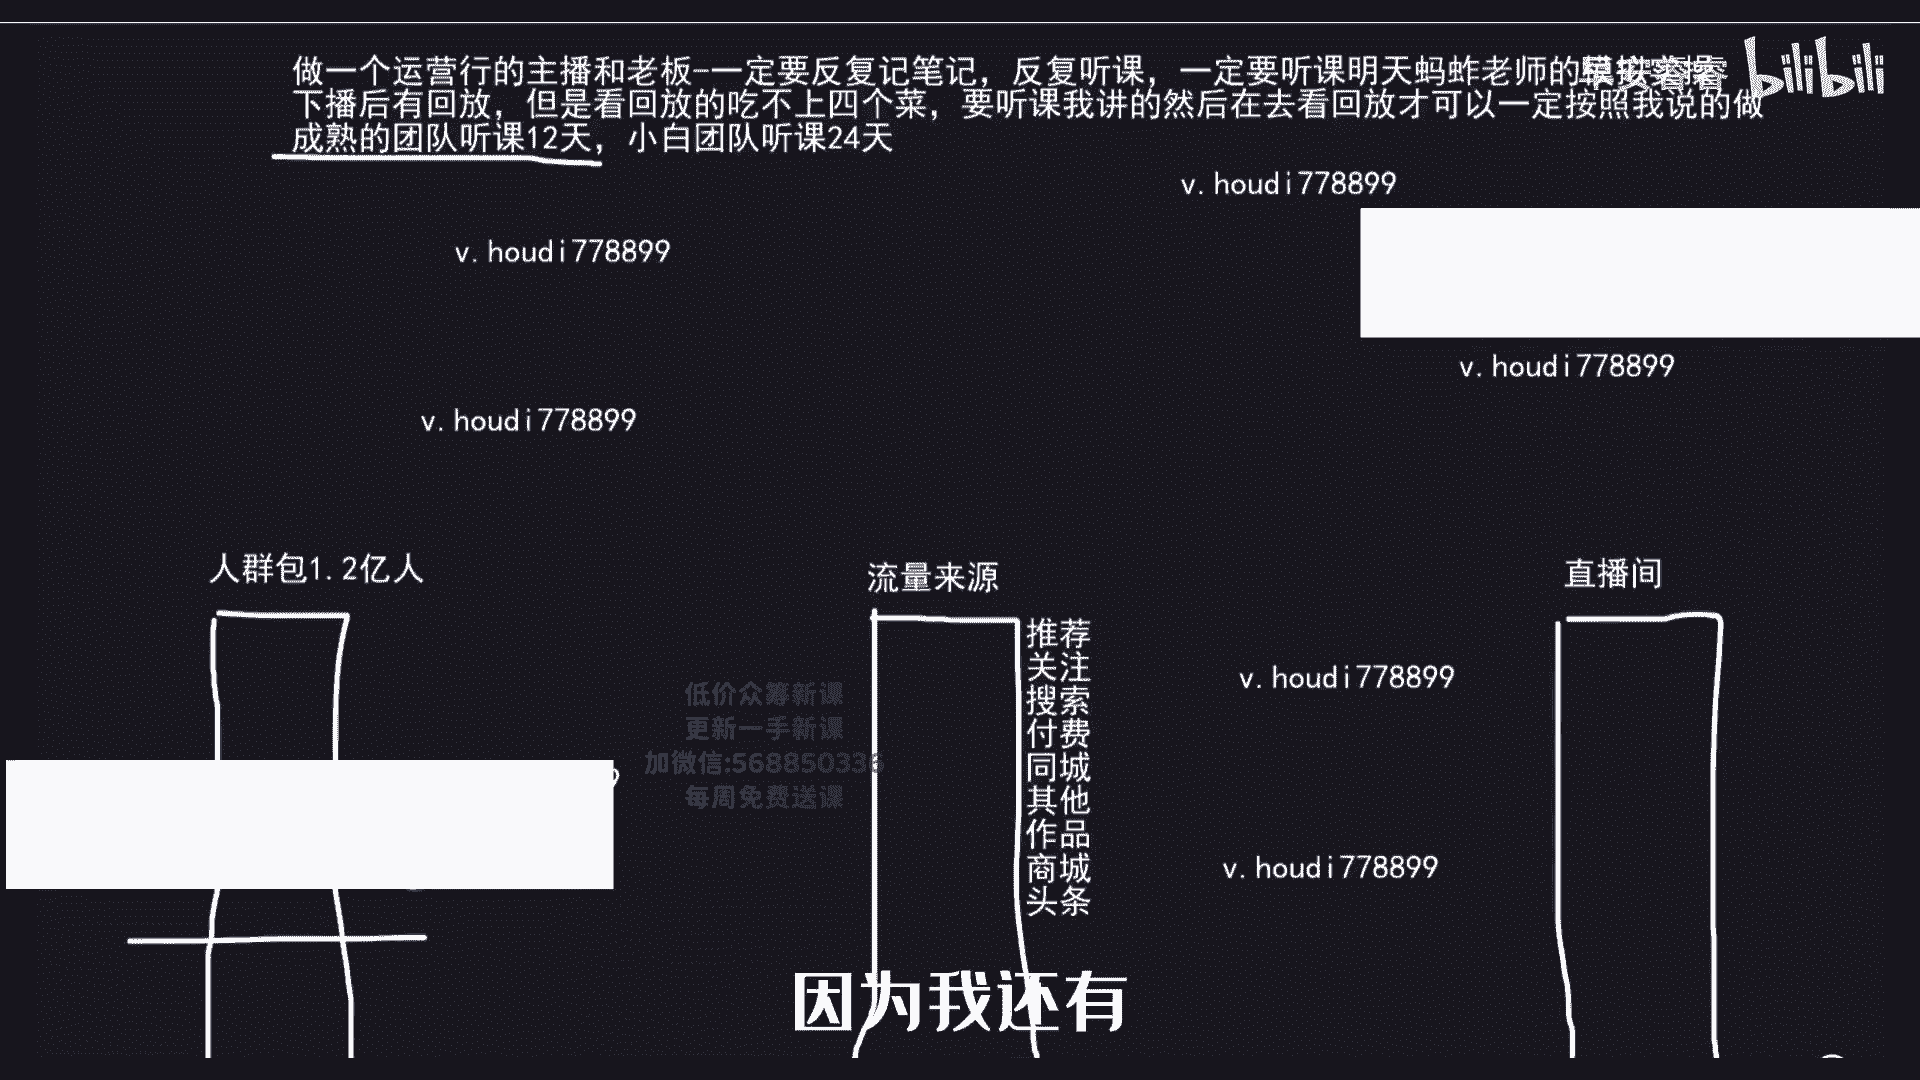 做一个运营行的主播和老板-一定要反复记笔记，反复听课，一定要听课明天蚂蚱老师的
bilibili
下播后有回放，但是看回放的吃不上四个菜，要听课我讲的然后在去看回放才可以一定按照我说的做
成熟的团队听课12天，小白团队听课24天
v.houdi778899
v.houdi778899
v.houdi778899
v.houdi778899
人群包1.2亿人
流量来源
直播间
推荐
关注
搜索
付费
同城
其他
作品
商城
头条
v.houdi778899
低价众筹新课
更新一手新课
加微信:568850336
每周免费送课
v.houdi778899
因为我还有